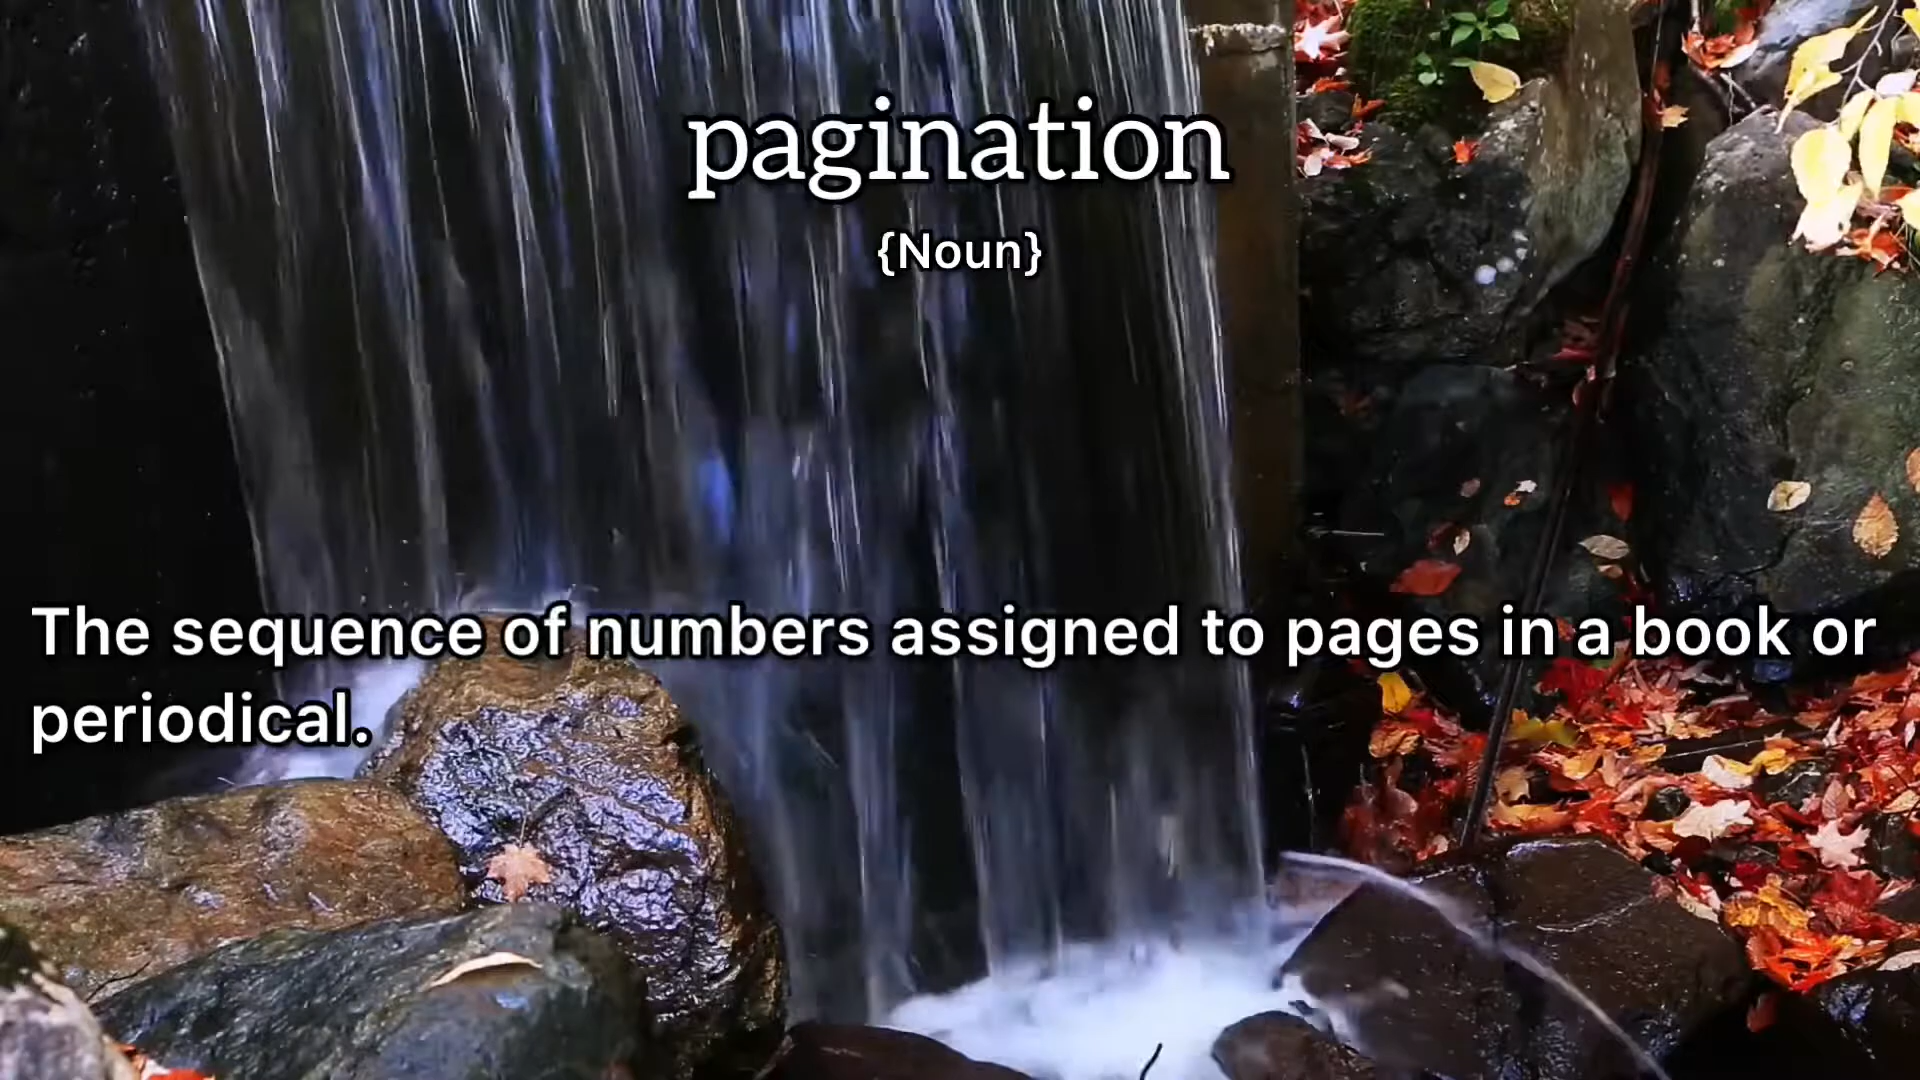 pagination
{Noun}
The sequence of numbers assigned to pages in a book or
periodical.